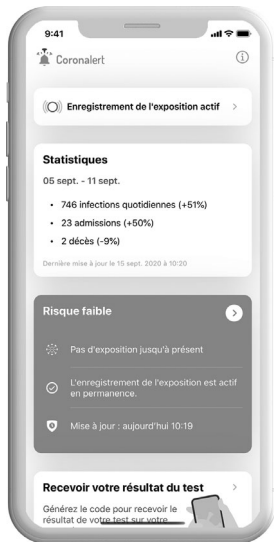 9:41
Coronalert
Enregistrement de l'exposition actif
Statistiques
05 sept. - 11 sept.
• 746 infections quotidiennes (+51%)
• 23 admissions (+50%)
• 2 décès (-9%)
Dernière mise à jour le 15 sept. 2020 à 10:20
Risque faible
Pas d'exposition jusqu'à présent
L'enregistrement de l'exposition est actif
en permanence.
Mise à jour : aujourd'hui 10:19
Recevoir votre résultat du test
Générez le code pour recevoir le
résultat de votre test sur votre